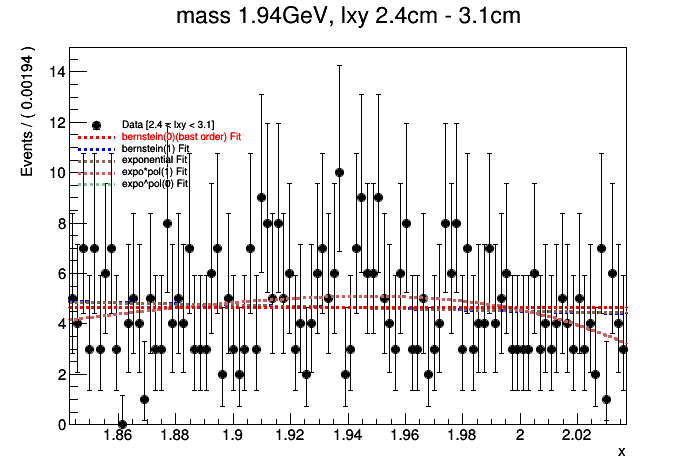 mass 1.94GeV, lxy 2.4cm - 3.1cm
Events / ( 0.00194 )
14
12
10
8
6
4
2
0
Data [2.4 < lxy < 3.1]
bernstein(0)(best order) Fit
bernstein(1) Fit
exponential Fit
expo*pol(1) Fit
expo^pol(0) Fit
1.86 1.88 1.9 1.92 1.94 1.96 1.98 2 2.02
x